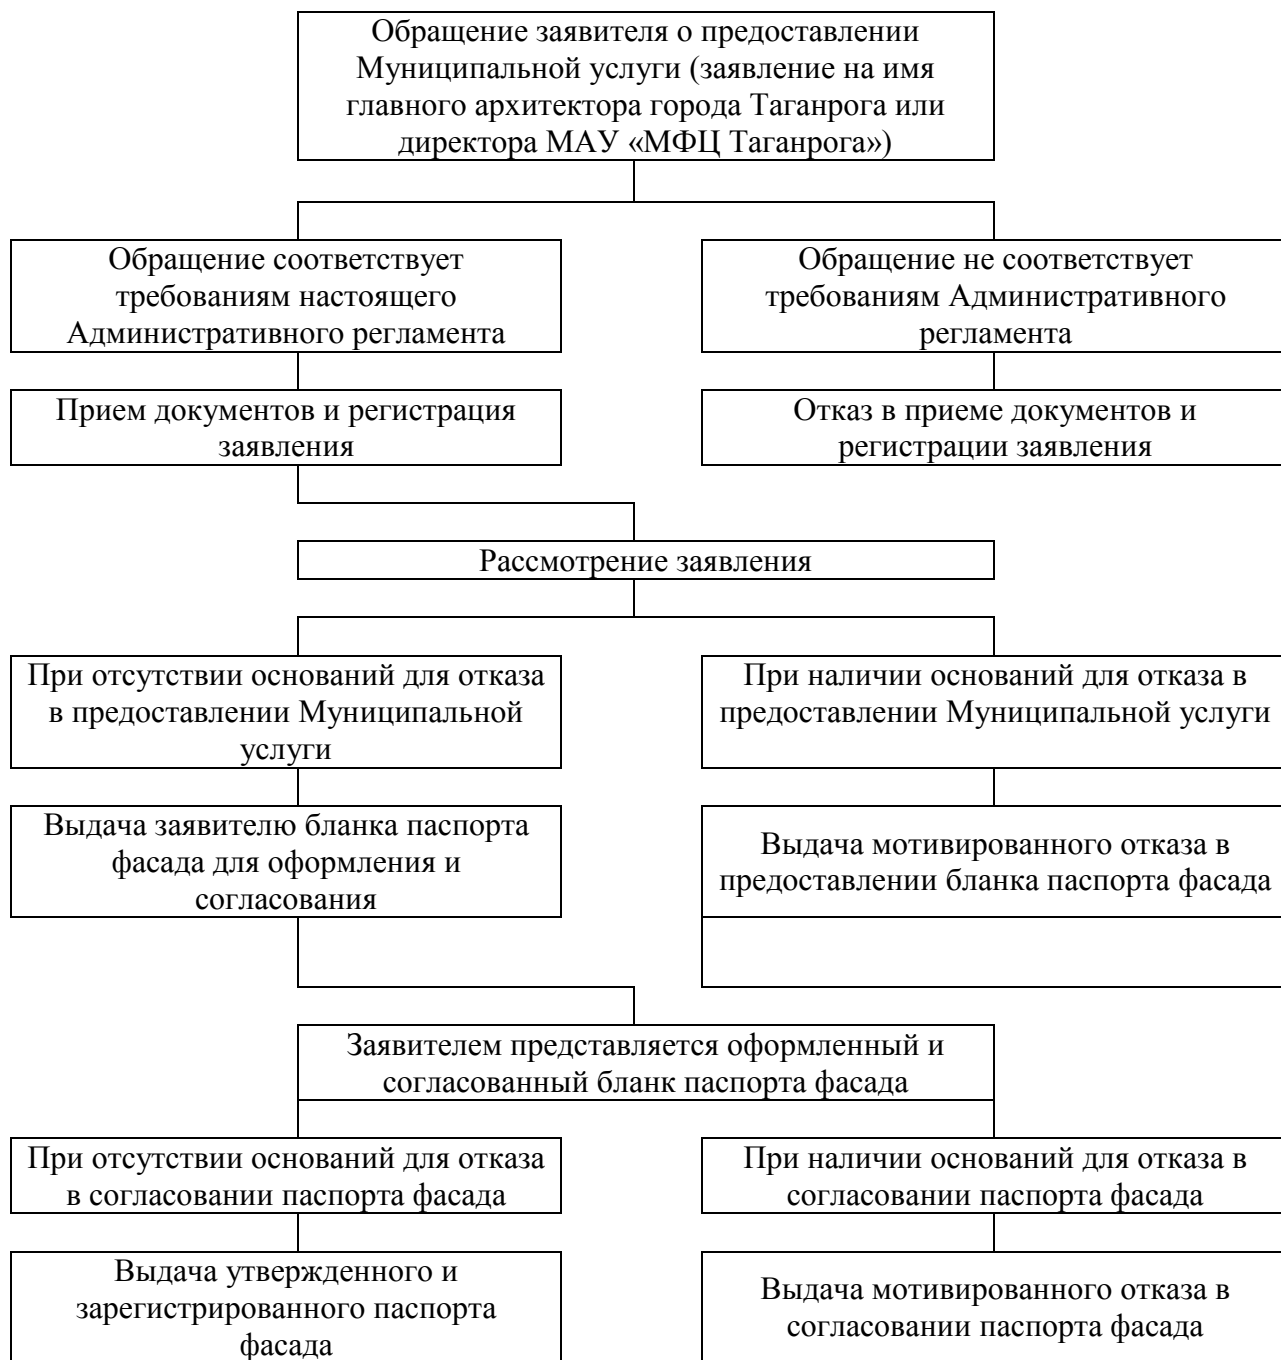 Обращение заявителя о предоставлении
Муниципальной услуги (заявление на имя
главного архитектора города Таганрога или
директора МАУ «МФЦ Таганрога»)
Обращение соответствует
требованиям настоящего
Административного регламента
Обращение не соответствует
требованиям Административного
регламента
Прием документов и регистрация
заявления
Отказ в приеме документов и
регистрации заявления
Рассмотрение заявления
При отсутствии оснований для отказа
в предоставлении Муниципальной
услуги
При наличии оснований для отказа в
предоставлении Муниципальной услуги
Выдача заявителю бланка паспорта
фасада для оформления и
согласования
Выдача мотивированного отказа в
предоставлении бланка паспорта фасада
Заявителем представляется оформленный и
согласованный бланк паспорта фасада
При отсутствии оснований для отказа
в согласовании паспорта фасада
При наличии оснований для отказа в
согласовании паспорта фасада
Выдача утвержденного и
зарегистрированного паспорта
фасада
Выдача мотивированного отказа в
согласовании паспорта фасада